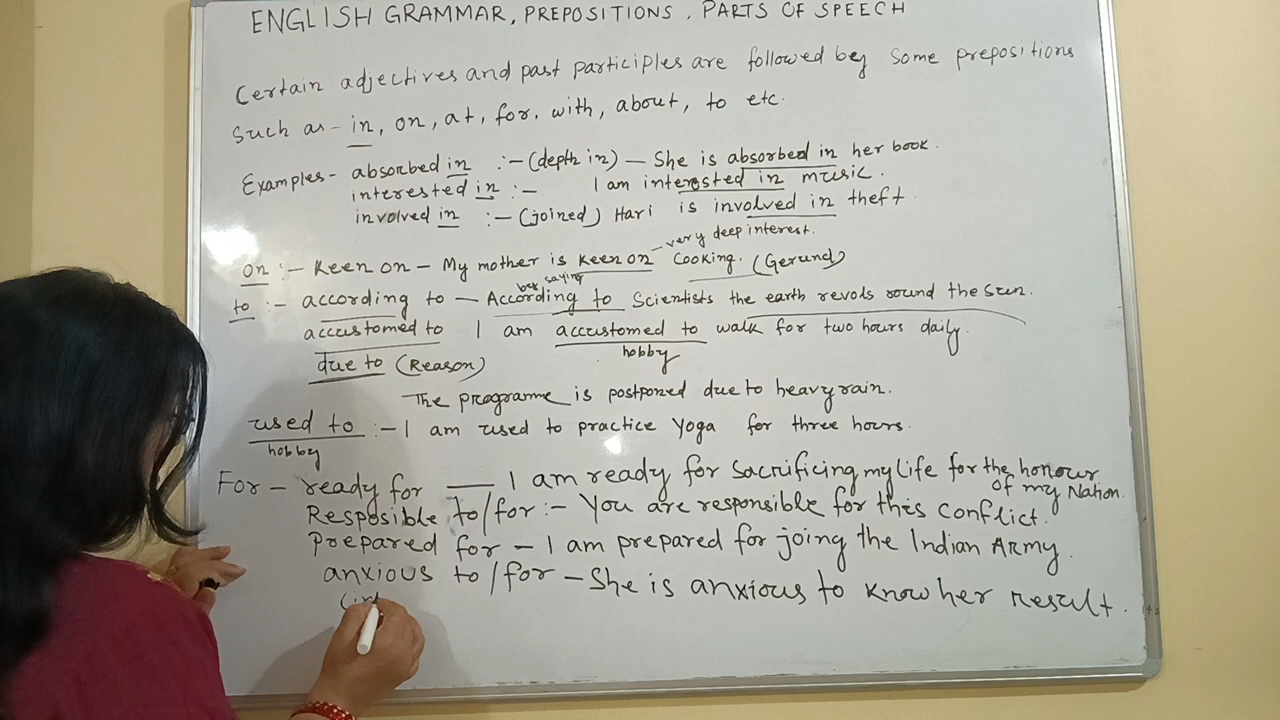 ENGLISH GRAMMAR, PREPOSITIONS, PARTS OF SPEECH
Certain adjectives and past participles are followed by some prepositions
Such as - in, on, at, for, with, about, to etc.
Examples - absorbed in :- (depth in) — She is absorbed in her book.
interested in :- I am interested in music.
involved in :- (joined) Hari is involved in theft.
on :- Keen on - My mother is keen on cooking. (Gerund)
- very deep interest.
to :- according to — According to Scientists the earth revols round the sun.
saying
accustomed to I am accustomed to walk for two hours daily.
hobby
due to (Reason)
The programme is postponed due to heavy rain.
used to :- I am used to practice Yoga for three hours.
hobby
For - ready for — I am ready for sacrificing my life for the honour
of my Nation.
Resposible to/for :- You are responsible for this conflict.
Prepared for - I am prepared for joing the Indian Army.
anxious to/for - She is anxious to know her result.